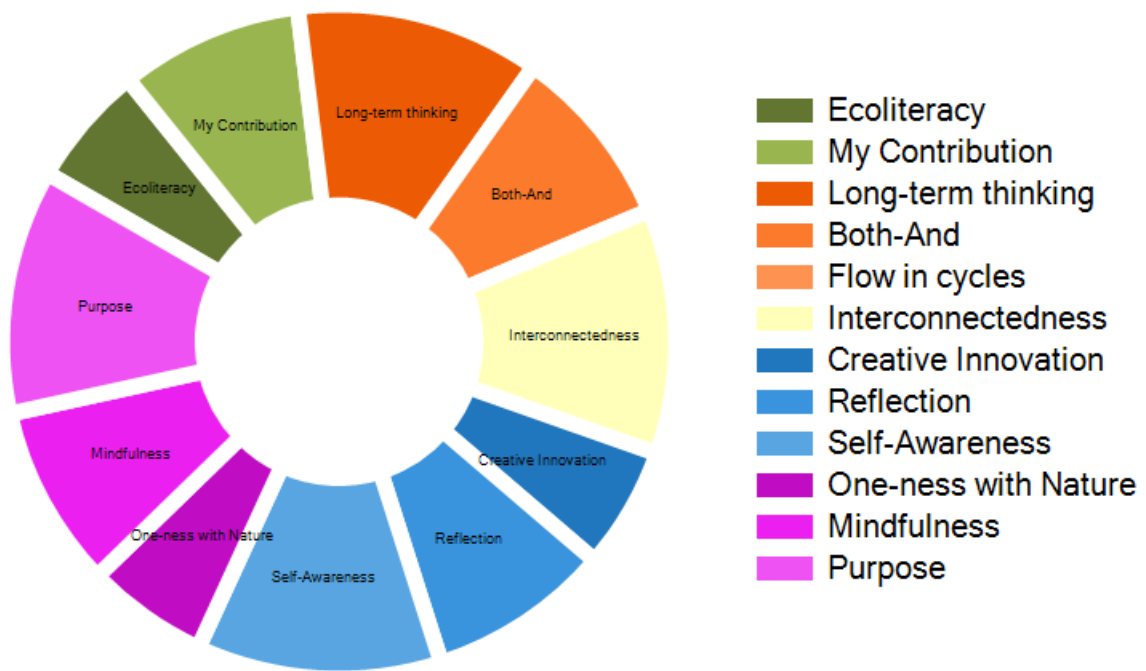 My Contribution
Long-term thinking
Both-And
Ecoliteracy
Purpose
Interconnectedness
Mindfulness
Creative Innovation
One-ness with Nature
Reflection
Self-Awareness
Ecoliteracy
My Contribution
Long-term thinking
Both-And
Flow in cycles
Interconnectedness
Creative Innovation
Reflection
Self-Awareness
One-ness with Nature
Mindfulness
Purpose